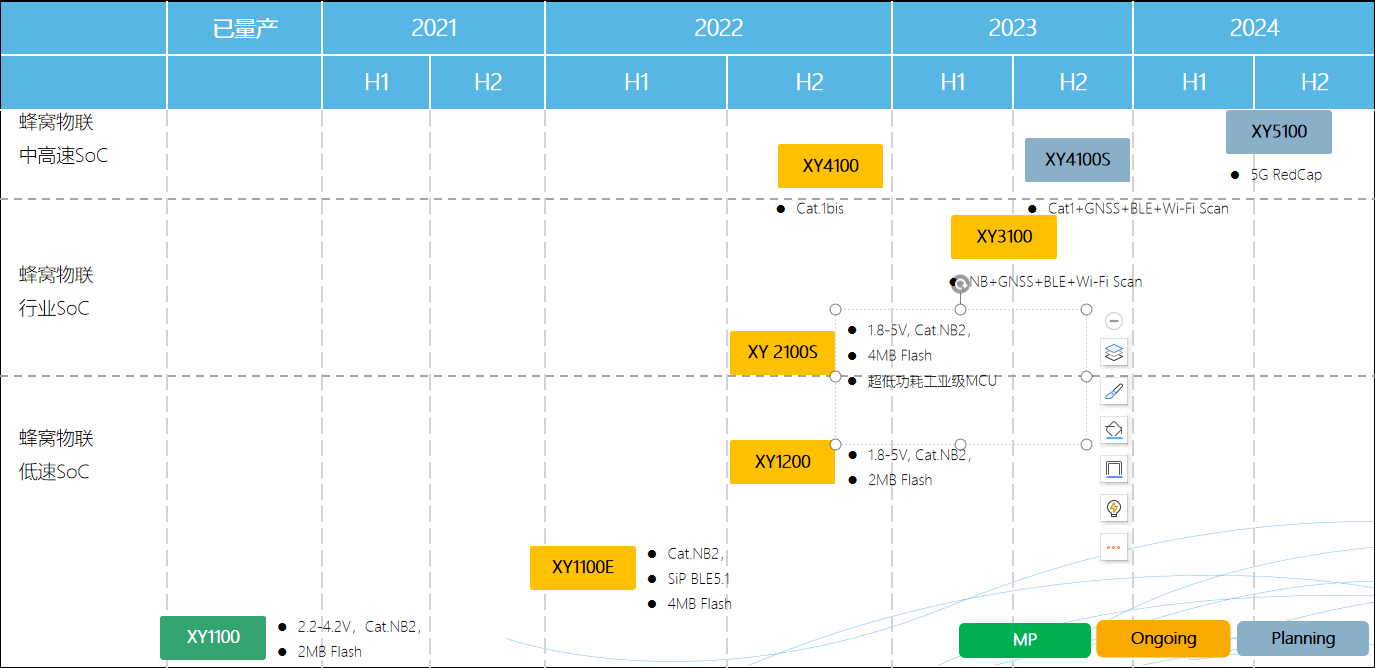 已量产 2021 2022 2023 2024
H1 H2 H1 H2 H1 H2 H1 H2
蜂窝物联
中高速SoC
XY5100
5G RedCap
XY4100S
Cat1+GNSS+BLE+Wi-Fi Scan
XY4100
Cat.1bis
蜂窝物联
行业SoC
XY3100
NB+GNSS+BLE+Wi-Fi Scan
XY 2100S
1.8-5V, Cat.NB2,
4MB Flash
超低功耗工业级MCU
蜂窝物联
低速SoC
XY1200
1.8-5V, Cat.NB2,
2MB Flash
XY1100E
Cat.NB2,
SiP BLE5.1
4MB Flash
XY1100
2.2-4.2V, Cat.NB2,
2MB Flash
MP Ongoing Planning